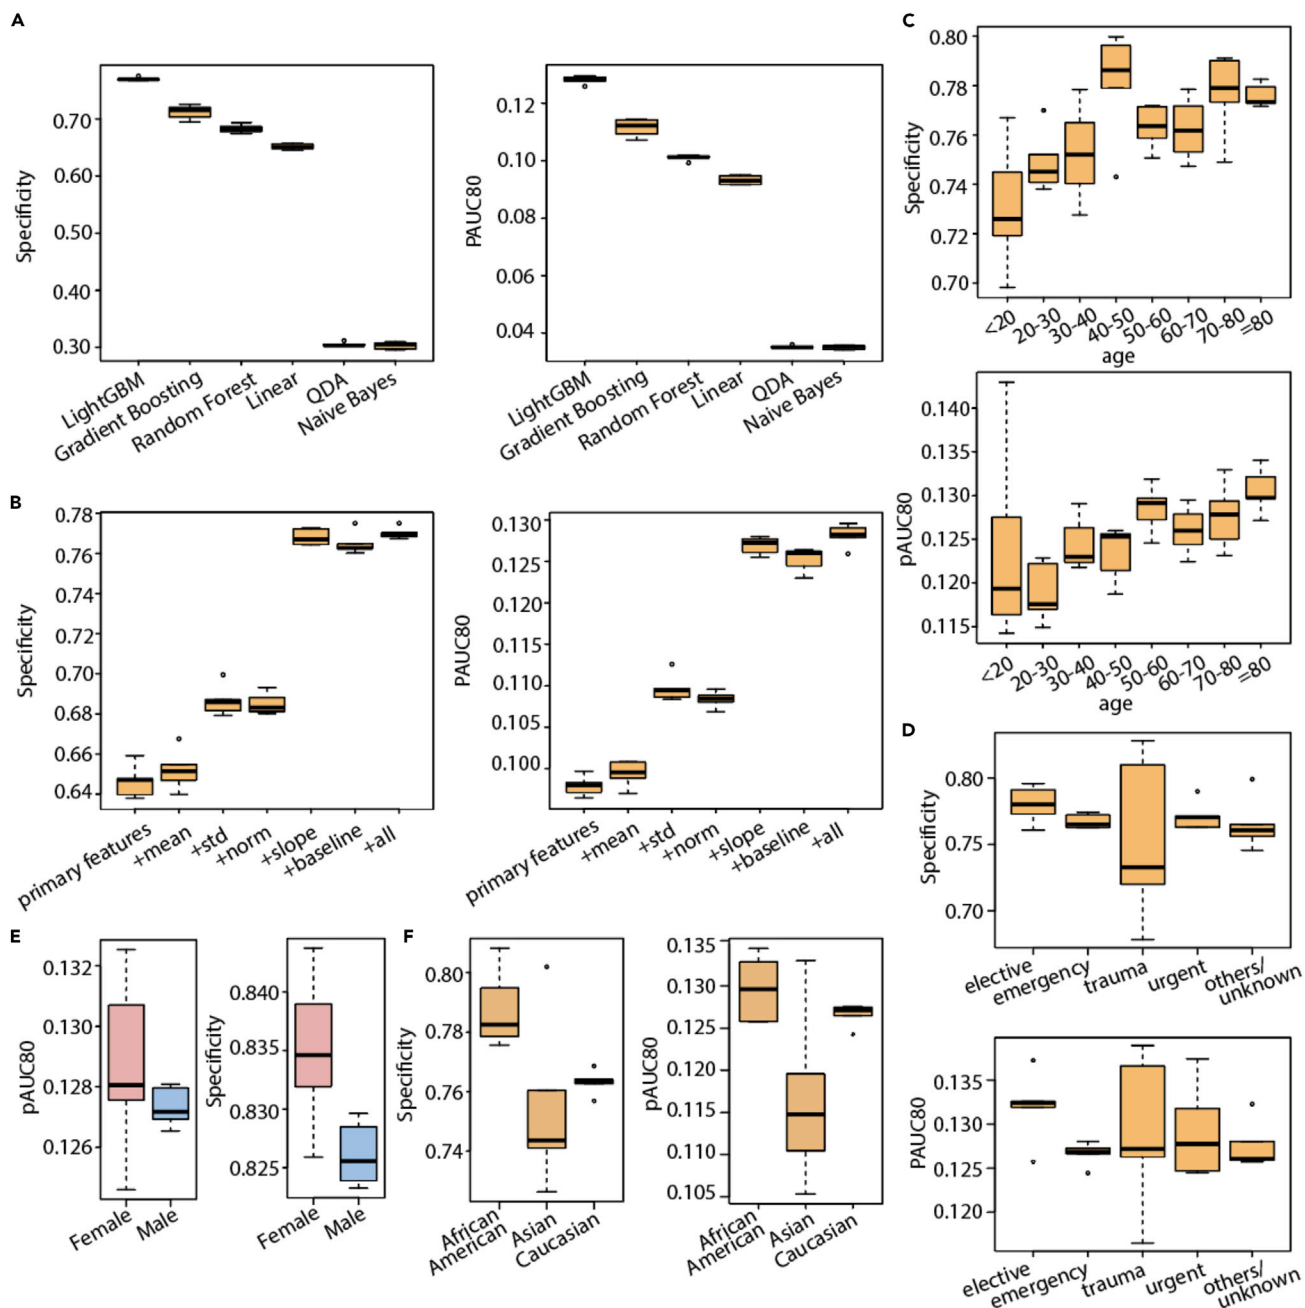 A
Specificity
0.70
0.60
0.50
0.40
0.30
LightGBM
Gradient Boosting
Random Forest
Linear
QDA
Naive Bayes
PAUC80
0.12
0.10
0.08
0.06
0.04
LightGBM
Gradient Boosting
Random Forest
Linear
QDA
Naive Bayes
B
Specificity
0.78
0.76
0.74
0.72
0.70
0.68
0.66
0.64
primary features
+mean
+std
+norm
+slope
+baseline
+all
PAUC80
0.130
0.125
0.120
0.115
0.110
0.105
0.100
primary features
+mean
+std
+norm
+slope
+baseline
+all
C
Specificity
0.80
0.78
0.76
0.74
0.72
0.70
<20
20-30
30-40
40-50
50-60
60-70
70-80
=80
age
pAUC80
0.140
0.135
0.130
0.125
0.120
0.115
<20
20-30
30-40
40-50
50-60
60-70
70-80
=80
age
D
Specificity
0.80
0.75
0.70
elective
emergency
trauma
urgent
others/
unknown
PAUC80
0.135
0.130
0.125
0.120
elective
emergency
trauma
urgent
others/
unknown
E
pAUC80
0.132
0.130
0.128
0.126
Female
Male
Specificity
0.840
0.835
0.830
0.825
Female
Male
F
Specificity
0.80
0.78
0.76
0.74
African
American
Asian
Caucasian
pAUC80
0.135
0.130
0.125
0.120
0.115
0.110
0.105
African
American
Asian
Caucasian